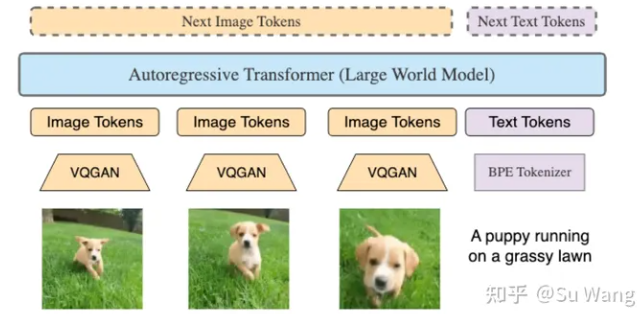 Next Image Tokens
Next Text Tokens
Autoregressive Transformer (Large World Model)
Image Tokens
Image Tokens
Image Tokens
Text Tokens
VQGAN
VQGAN
VQGAN
BPE Tokenizer
A puppy running
on a grassy lawn
知乎 @Su Wang